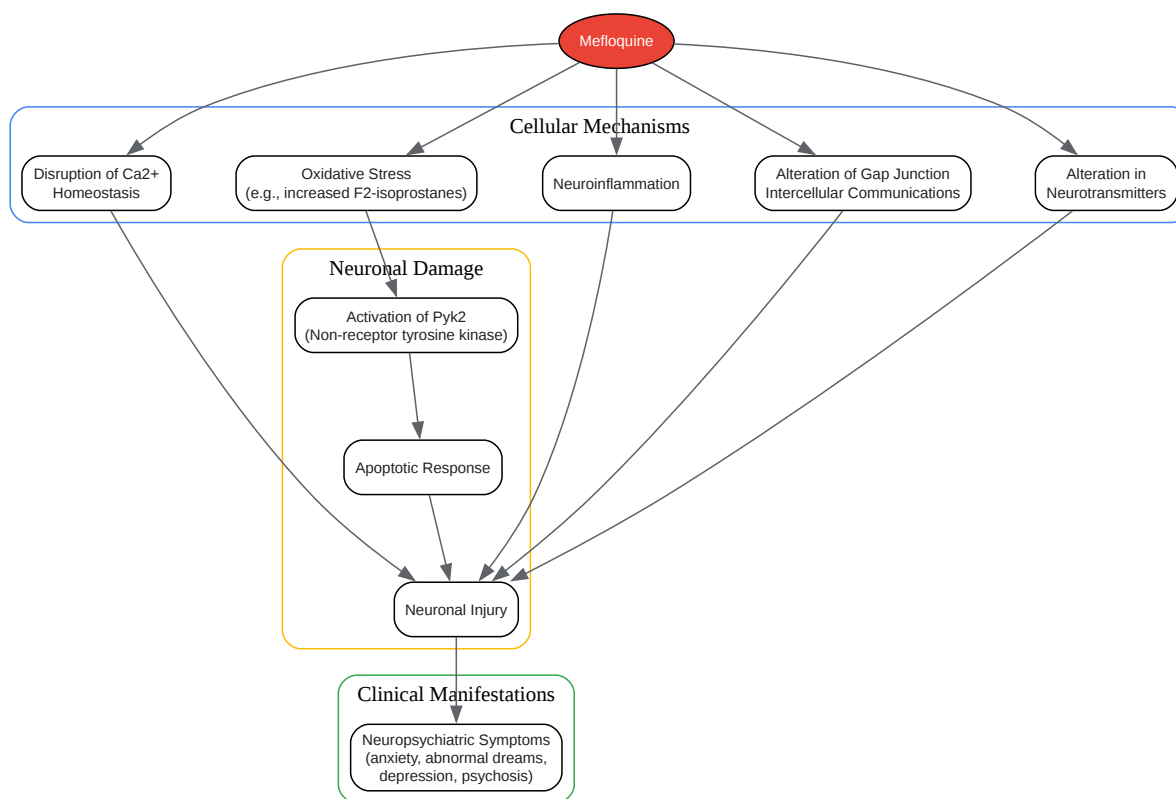 Mefloquine
Cellular Mechanisms
Disruption of Ca2+
Homeostasis
Oxidative Stress
(e.g., increased F2-isoprostanes)
Neuroinflammation
Alteration of Gap Junction
Intercellular Communications
Alteration in
Neurotransmitters
Neuronal Damage
Activation of Pyk2
(Non-receptor tyrosine kinase)
Apoptotic Response
Neuronal Injury
Clinical Manifestations
Neuropsychiatric Symptoms
(anxiety, abnormal dreams,
depression, psychosis)